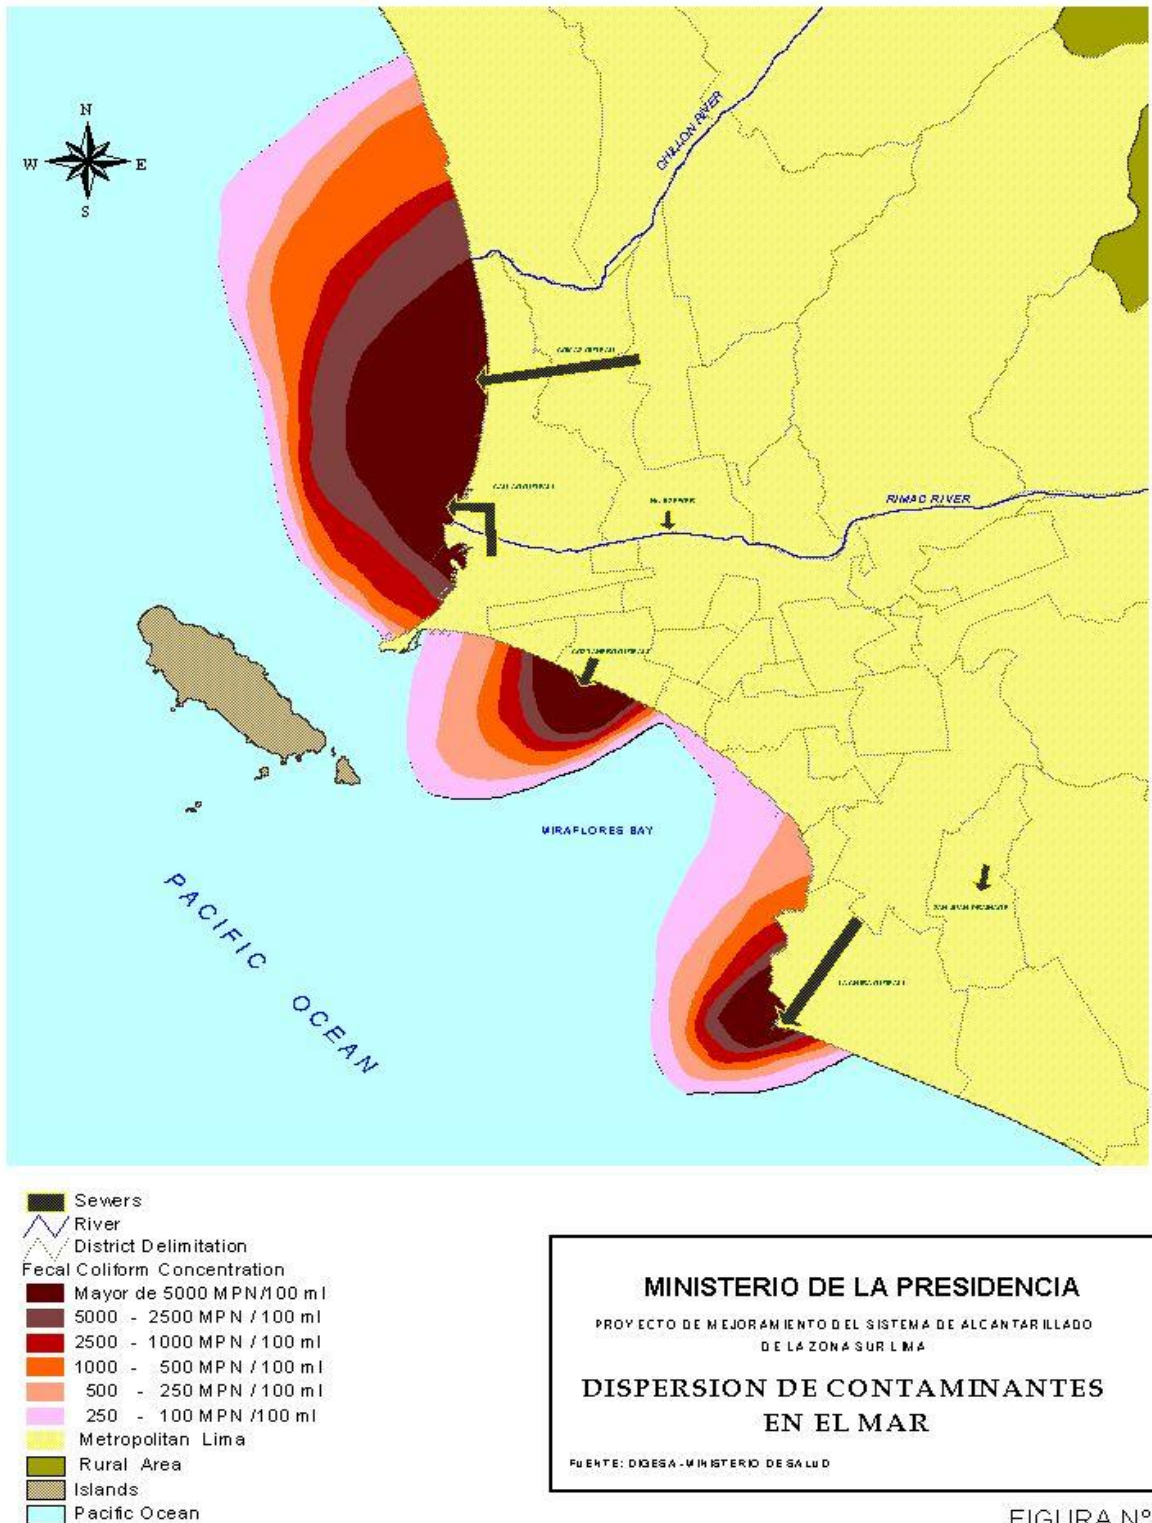 N
W E
S
CHILLON RIVER
RIMAC RIVER
MIRAFLORES BAY
PACIFIC OCEAN
Sewers
River
District Delimitation
Fecal Coliform Concentration
Mayor de 5000 MPN/100 ml
5000 - 2500 MPN / 100 ml
2500 - 1000 MPN / 100 ml
1000 - 500 MPN / 100 ml
500 - 250 MPN / 100 ml
250 - 100 MPN /100 ml
Metropolitan Lima
Rural Area
Islands
Pacific Ocean
MINISTERIO DE LA PRESIDENCIA
PROYECTO DE MEJORAMIENTO DEL SISTEMA DE ALCANTARILLADO
DE LA ZONA SUR LIMA
DISPERSION DE CONTAMINANTES
EN EL MAR
FUENTE: DIGESA - MINISTERIO DE SALUD
FIGURA Nº